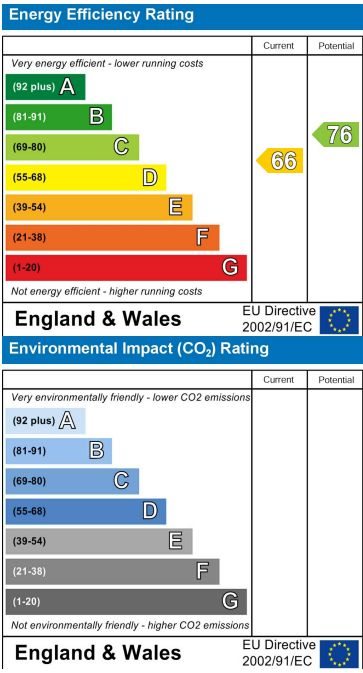 Energy Efficiency Rating
Current Potential
Very energy efficient - lower running costs
(92 plus) A
(81-91) B
(69-80) C
(55-68) D
(39-54) E
(21-38) F
(1-20) G
66
76
Not energy efficient - higher running costs
England & Wales
EU Directive
2002/91/EC
Environmental Impact (CO₂) Rating
Current Potential
Very environmentally friendly - lower CO2 emissions
(92 plus) A
(81-91) B
(69-80) C
(55-68) D
(39-54) E
(21-38) F
(1-20) G
Not environmentally friendly - higher CO2 emissions
England & Wales
EU Directive
2002/91/EC